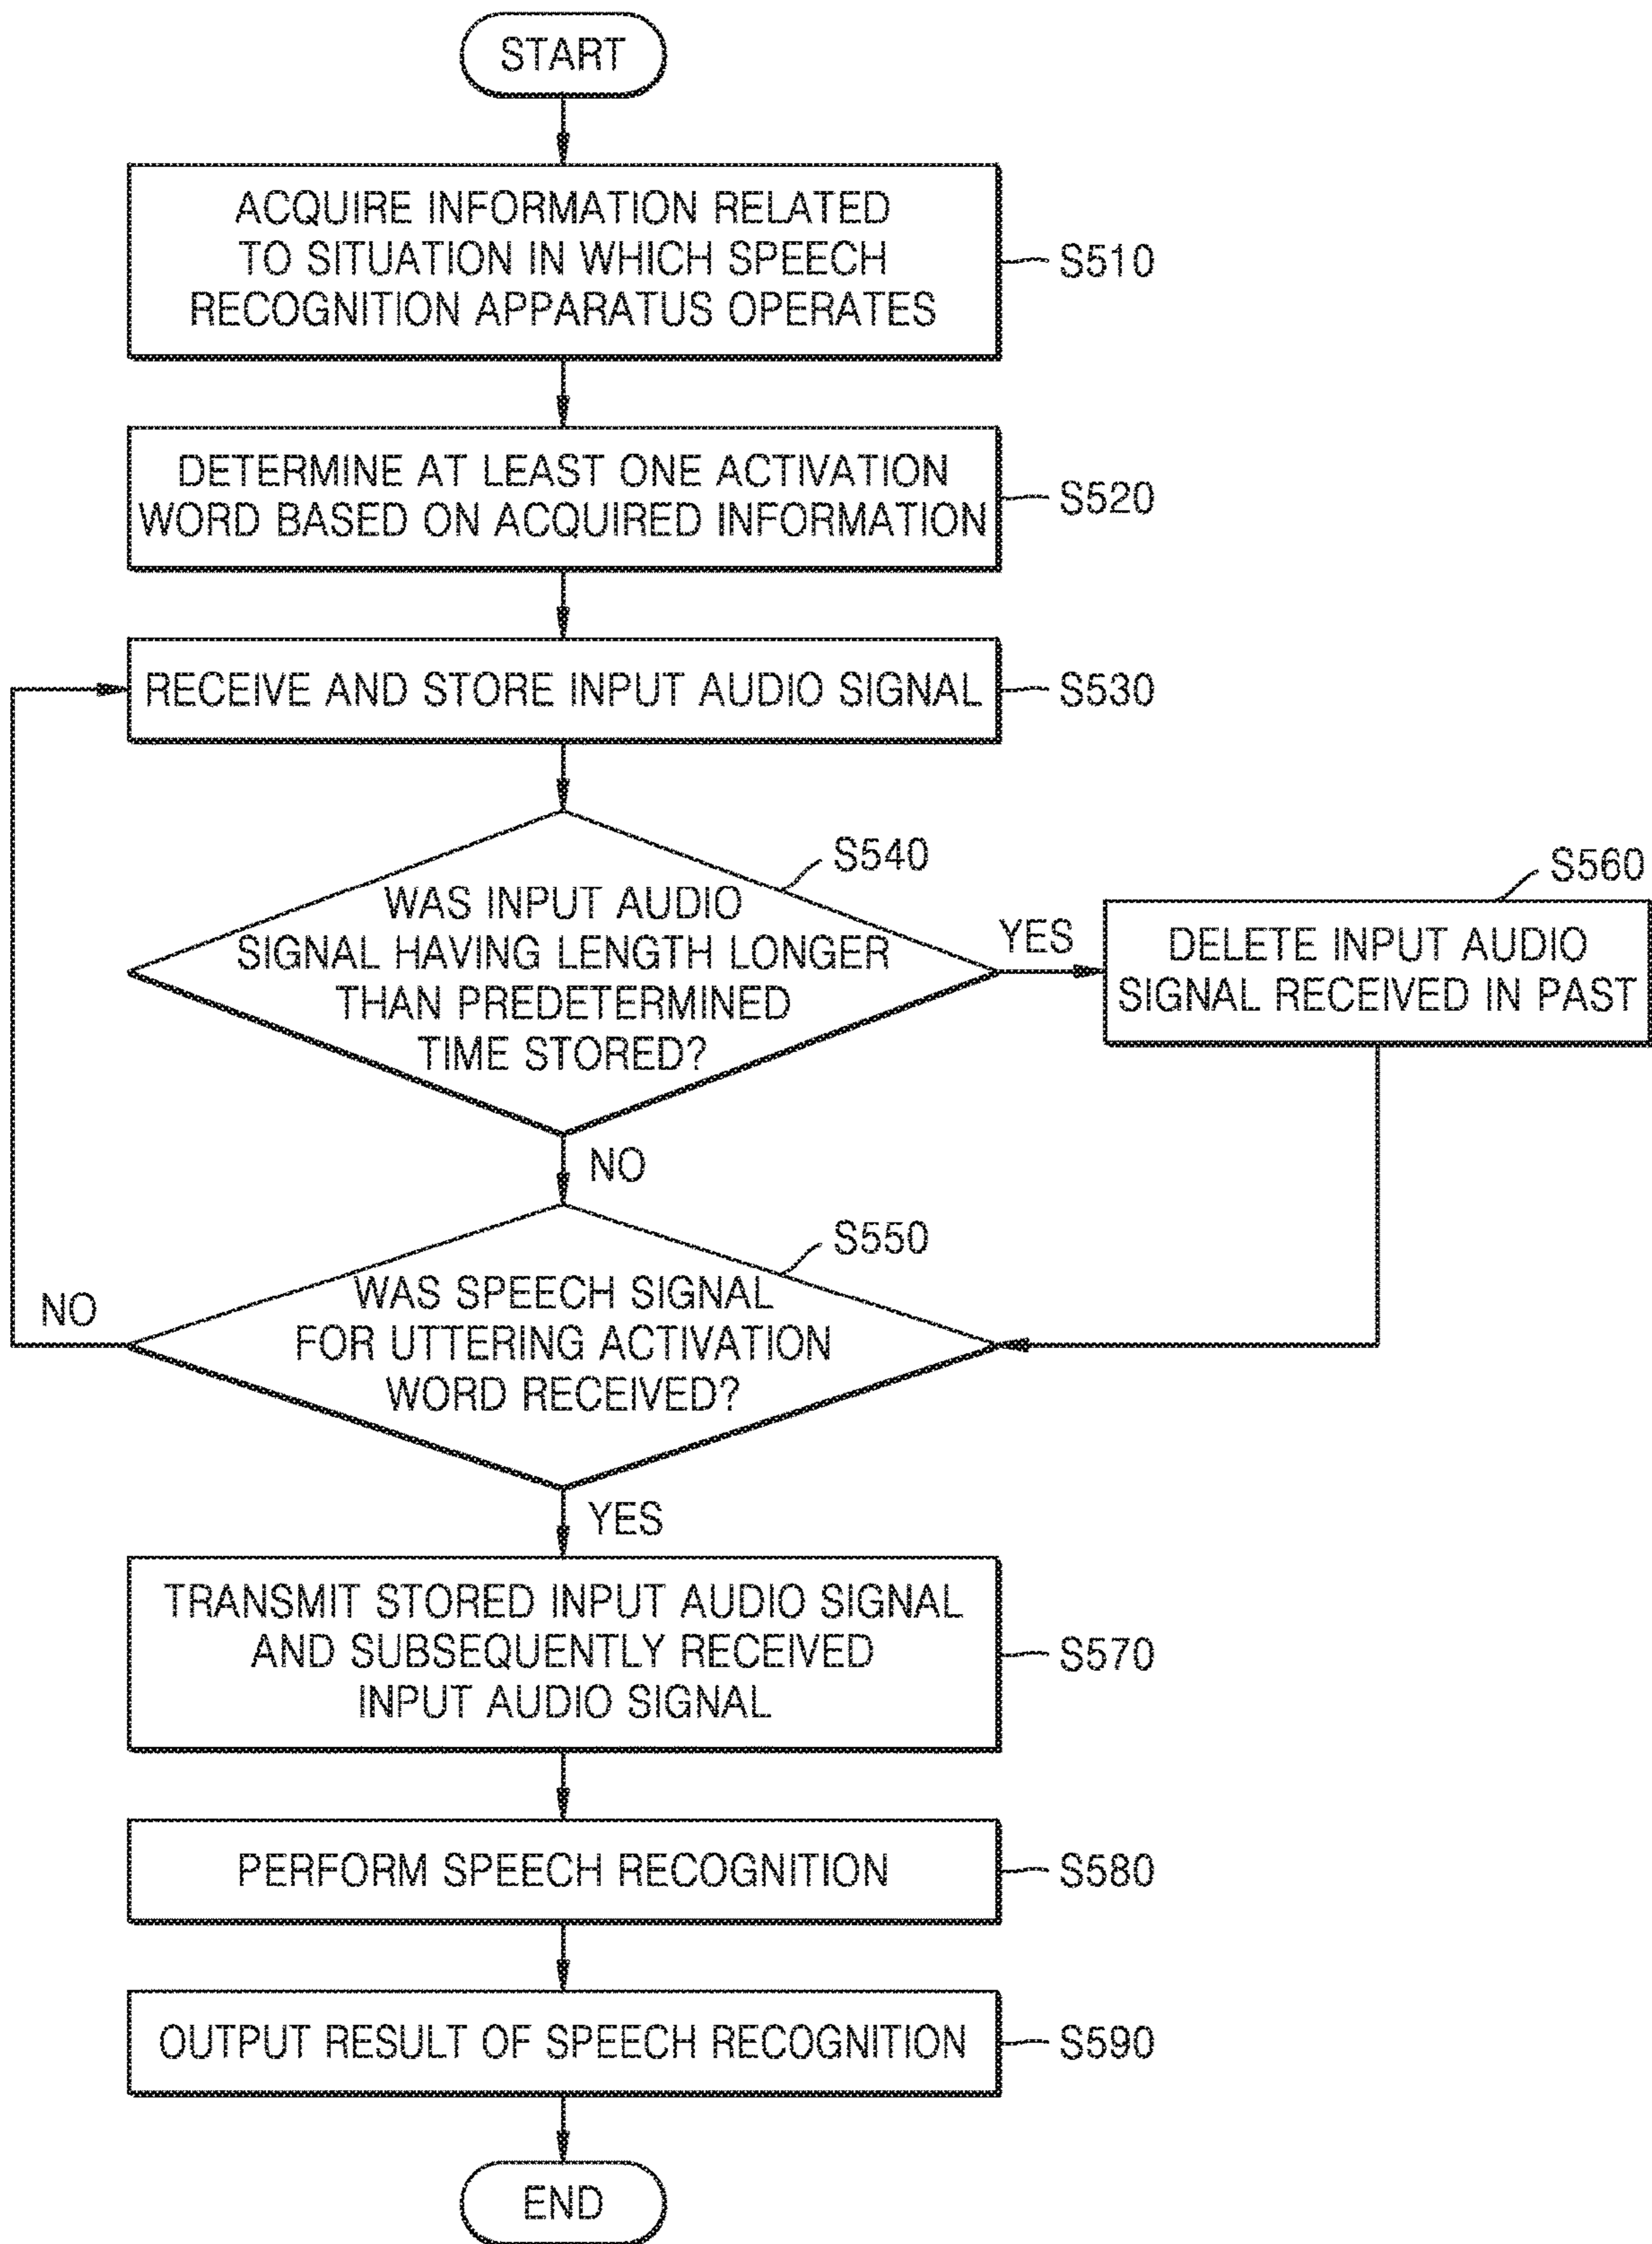 START
ACQUIRE INFORMATION RELATED
TO SITUATION IN WHICH SPEECH
RECOGNITION APPARATUS OPERATES
S510
DETERMINE AT LEAST ONE ACTIVATION
WORD BASED ON ACQUIRED INFORMATION
S520
RECEIVE AND STORE INPUT AUDIO SIGNAL
S530
S540
WAS INPUT AUDIO
SIGNAL HAVING LENGTH LONGER
THAN PREDETERMINED
TIME STORED?
YES
S560
DELETE INPUT AUDIO
SIGNAL RECEIVED IN PAST
NO
S550
WAS SPEECH SIGNAL
FOR UTTERING ACTIVATION
WORD RECEIVED?
NO
YES
TRANSMIT STORED INPUT AUDIO SIGNAL
AND SUBSEQUENTLY RECEIVED
INPUT AUDIO SIGNAL
S570
PERFORM SPEECH RECOGNITION
S580
OUTPUT RESULT OF SPEECH RECOGNITION
S590
END